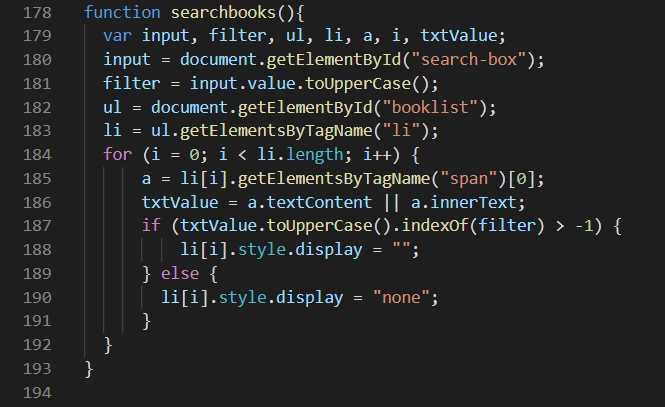 178 function searchbooks(){
179 var input, filter, ul, li, a, i, txtValue;
180 input = document.getElementById("search-box");
181 filter = input.value.toUpperCase();
182 ul = document.getElementById("booklist");
183 li = ul.getElementsByTagName("li");
184 for (i = 0; i < li.length; i++) {
185 a = li[i].getElementsByTagName("span")[0];
186 txtValue = a.textContent || a.innerText;
187 if (txtValue.toUpperCase().indexOf(filter) > -1) {
188 li[i].style.display = "";
189 } else {
190 li[i].style.display = "none";
191 }
192 }
193 }
194